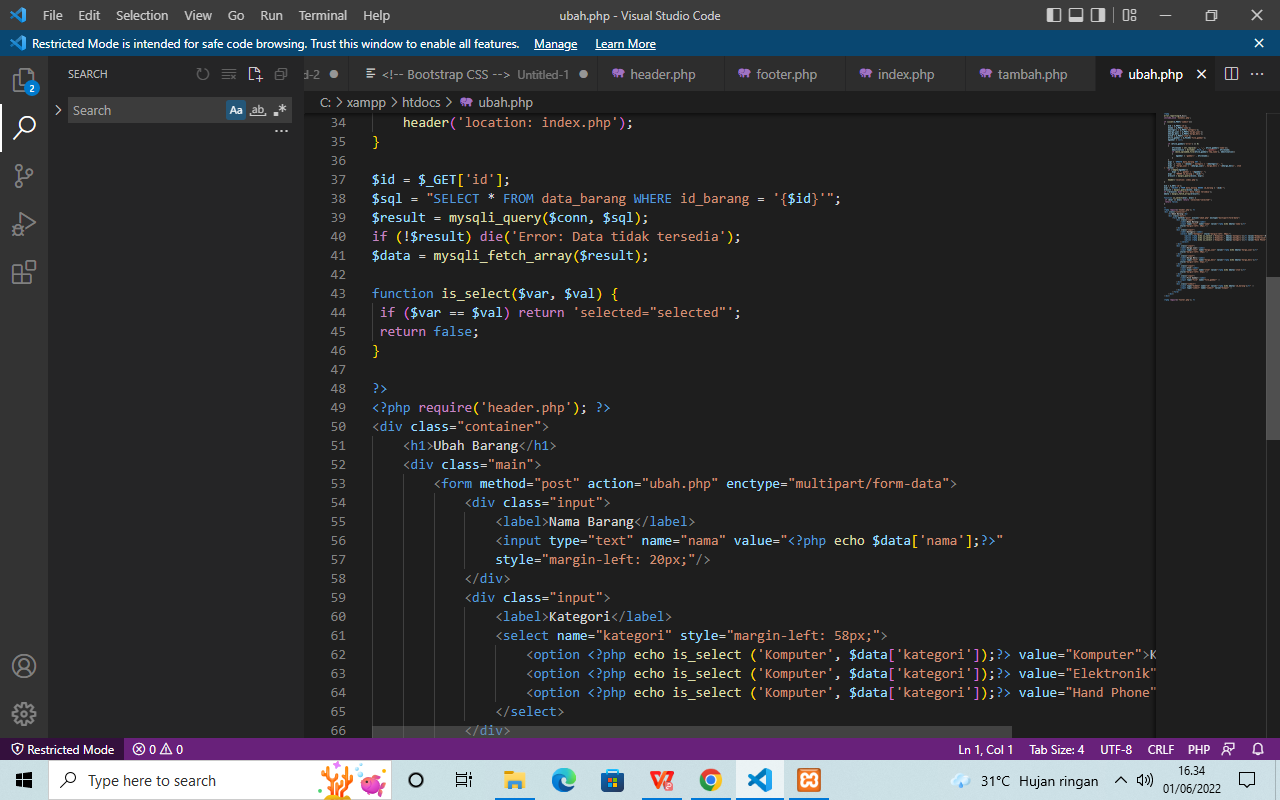 File Edit Selection View Go Run Terminal Help ubah.php - Visual Studio Code
Restricted Mode is intended for safe code browsing. Trust this window to enable all features. Manage Learn More
SEARCH
d-2 <!-- Bootstrap CSS --> Untitled-1 header.php footer.php index.php tambah.php ubah.php
2
Search Aa ab
C: > xampp > htdocs > ubah.php
34 header('location: index.php');
35 }
36
37 $id = $_GET['id'];
38 $sql = "SELECT * FROM data_barang WHERE id_barang = '{$id}'";
39 $result = mysqli_query($conn, $sql);
40 if (!$result) die('Error: Data tidak tersedia');
41 $data = mysqli_fetch_array($result);
42
43 function is_select($var, $val) {
44 if ($var == $val) return 'selected="selected"';
45 return false;
46 }
47
48 ?>
49 <?php require('header.php'); ?>
50 <div class="container">
51 <h1>Ubah Barang</h1>
52 <div class="main">
53 <form method="post" action="ubah.php" enctype="multipart/form-data">
54 <div class="input">
55 <label>Nama Barang</label>
56 <input type="text" name="nama" value="<?php echo $data['nama'];?>"
57 style="margin-left: 20px;"/>
58 </div>
59 <div class="input">
60 <label>Kategori</label>
61 <select name="kategori" style="margin-left: 58px;">
62 <option <?php echo is_select ('Komputer', $data['kategori']);?> value="Komputer">K
63 <option <?php echo is_select ('Komputer', $data['kategori']);?> value="Elektronik"
64 <option <?php echo is_select ('Komputer', $data['kategori']);?> value="Hand Phone"
65 </select>
66 </div>
Restricted Mode 0 0 Ln 1, Col 1 Tab Size: 4 UTF-8 CRLF PHP
Type here to search 31°C Hujan ringan 16.34
01/06/2022